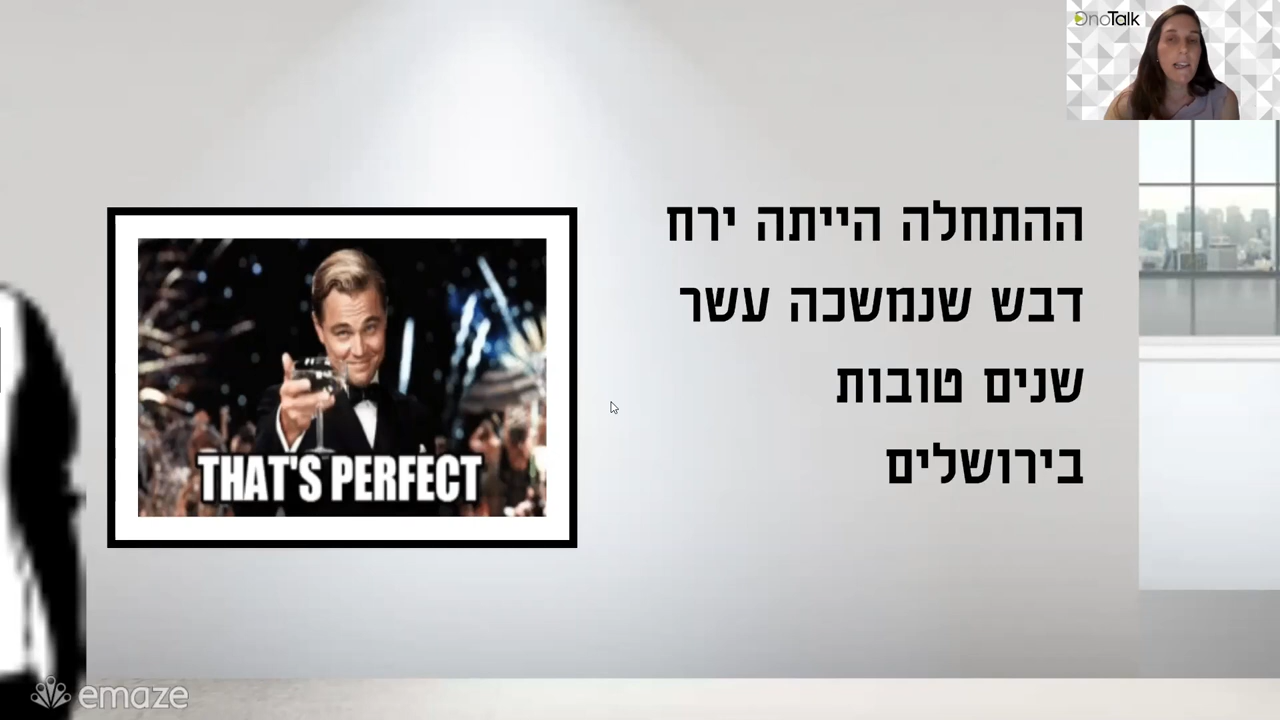 OnoTalk
ההתחלה הייתה ירח
דבש שנמשכה עשר
שנים טובות
בירושלים
THAT'S PERFECT
emaze